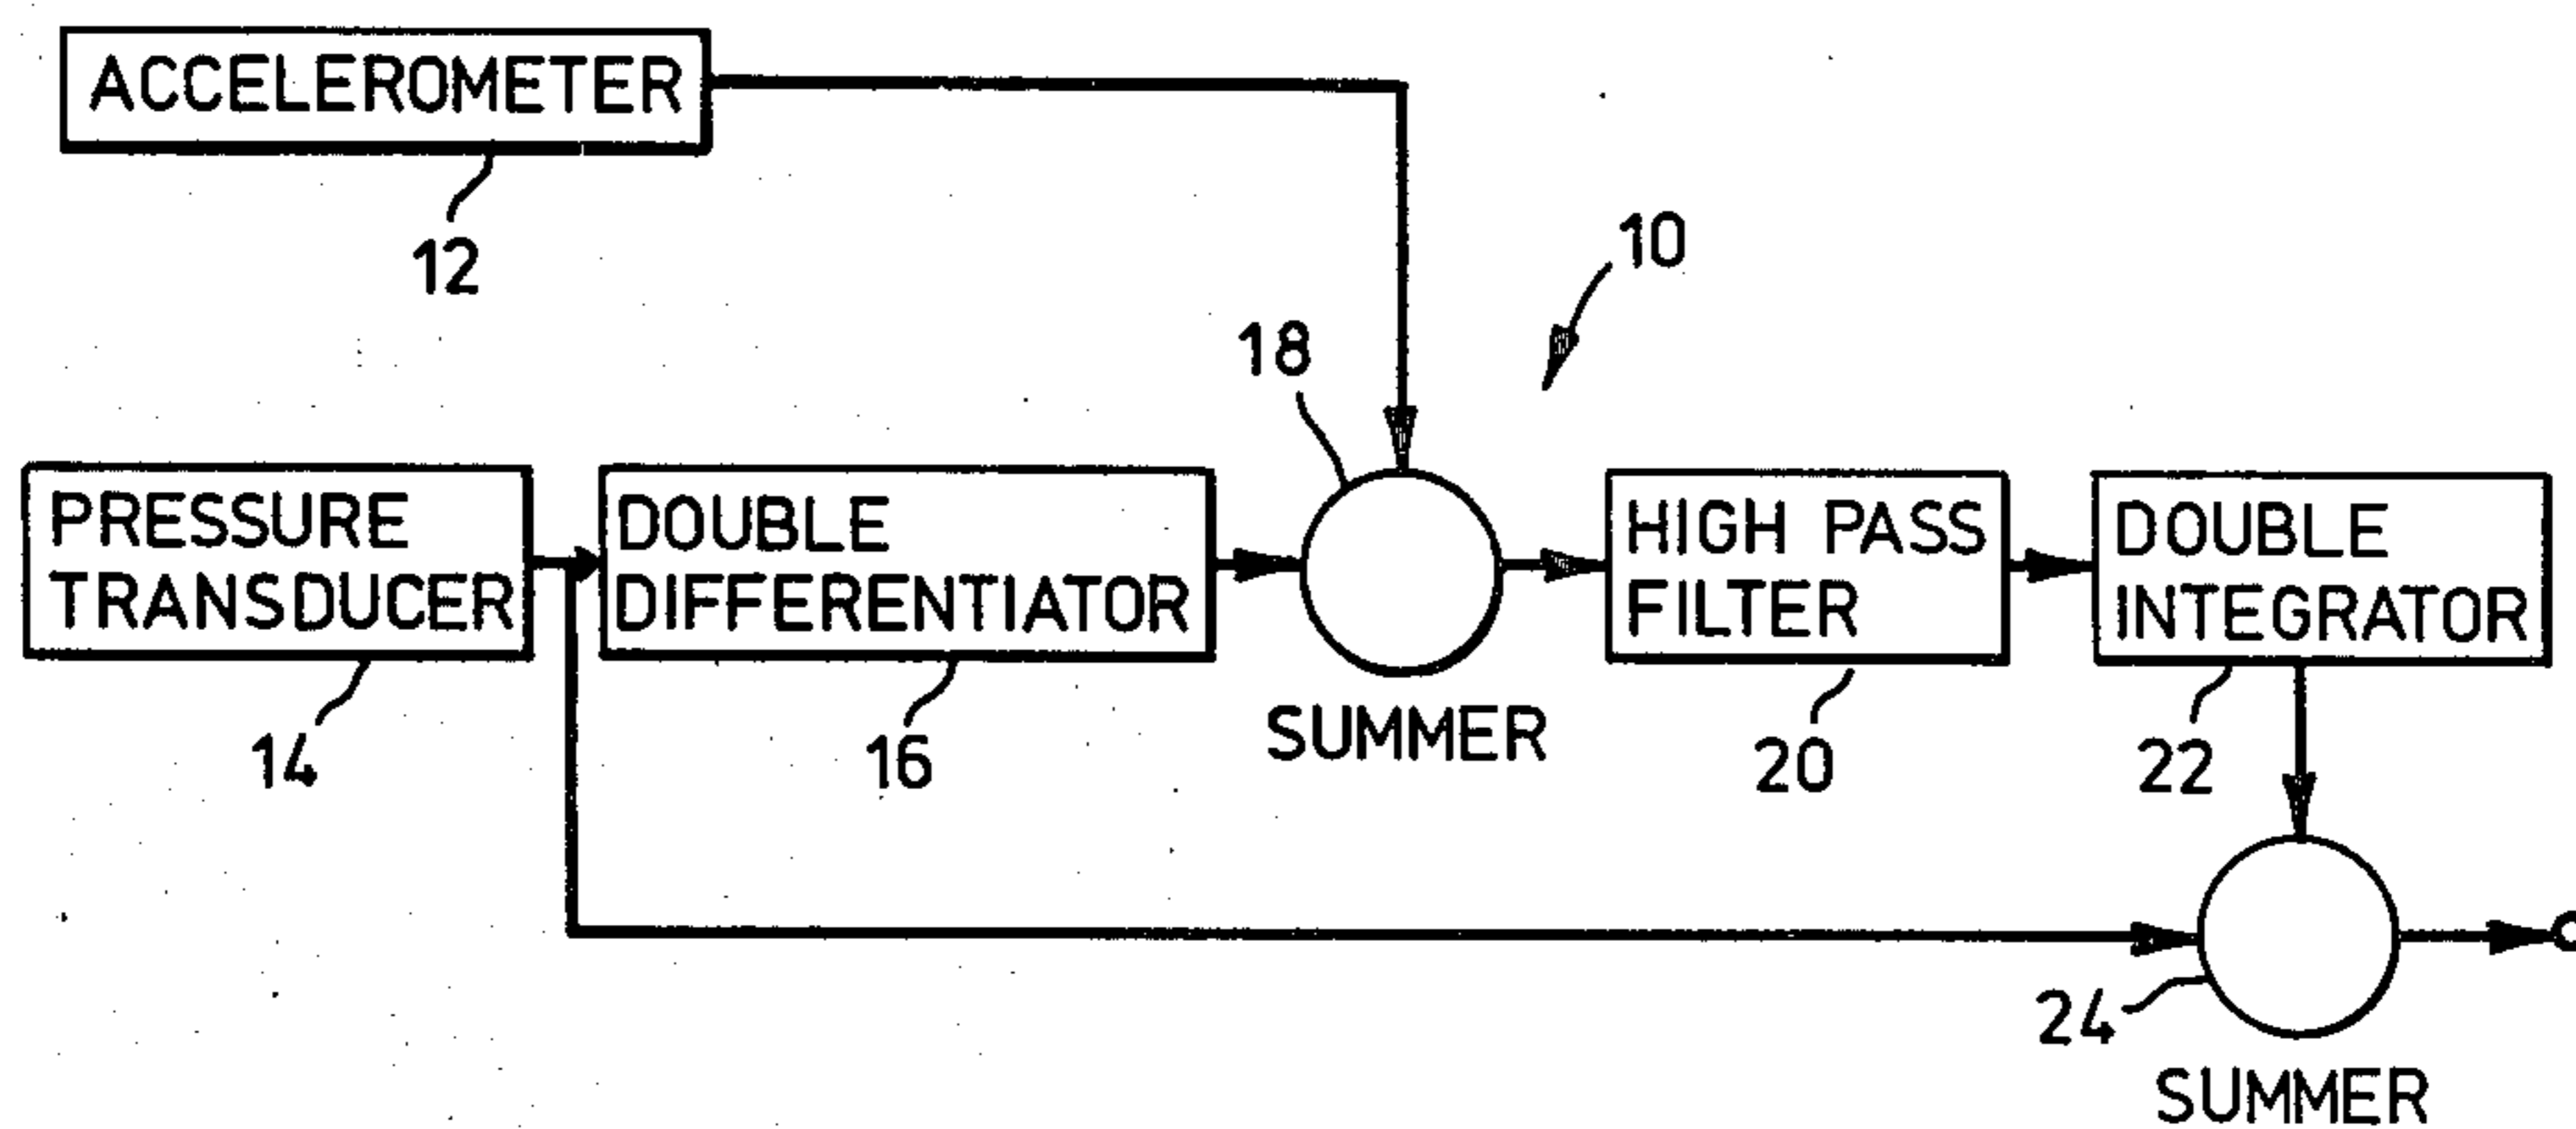 ACCELEROMETER
12
10
18
PRESSURE
TRANSDUCER
14
DOUBLE
DIFFERENTIATOR
16
SUMMER
HIGH PASS
FILTER
20
DOUBLE
INTEGRATOR
22
24
SUMMER